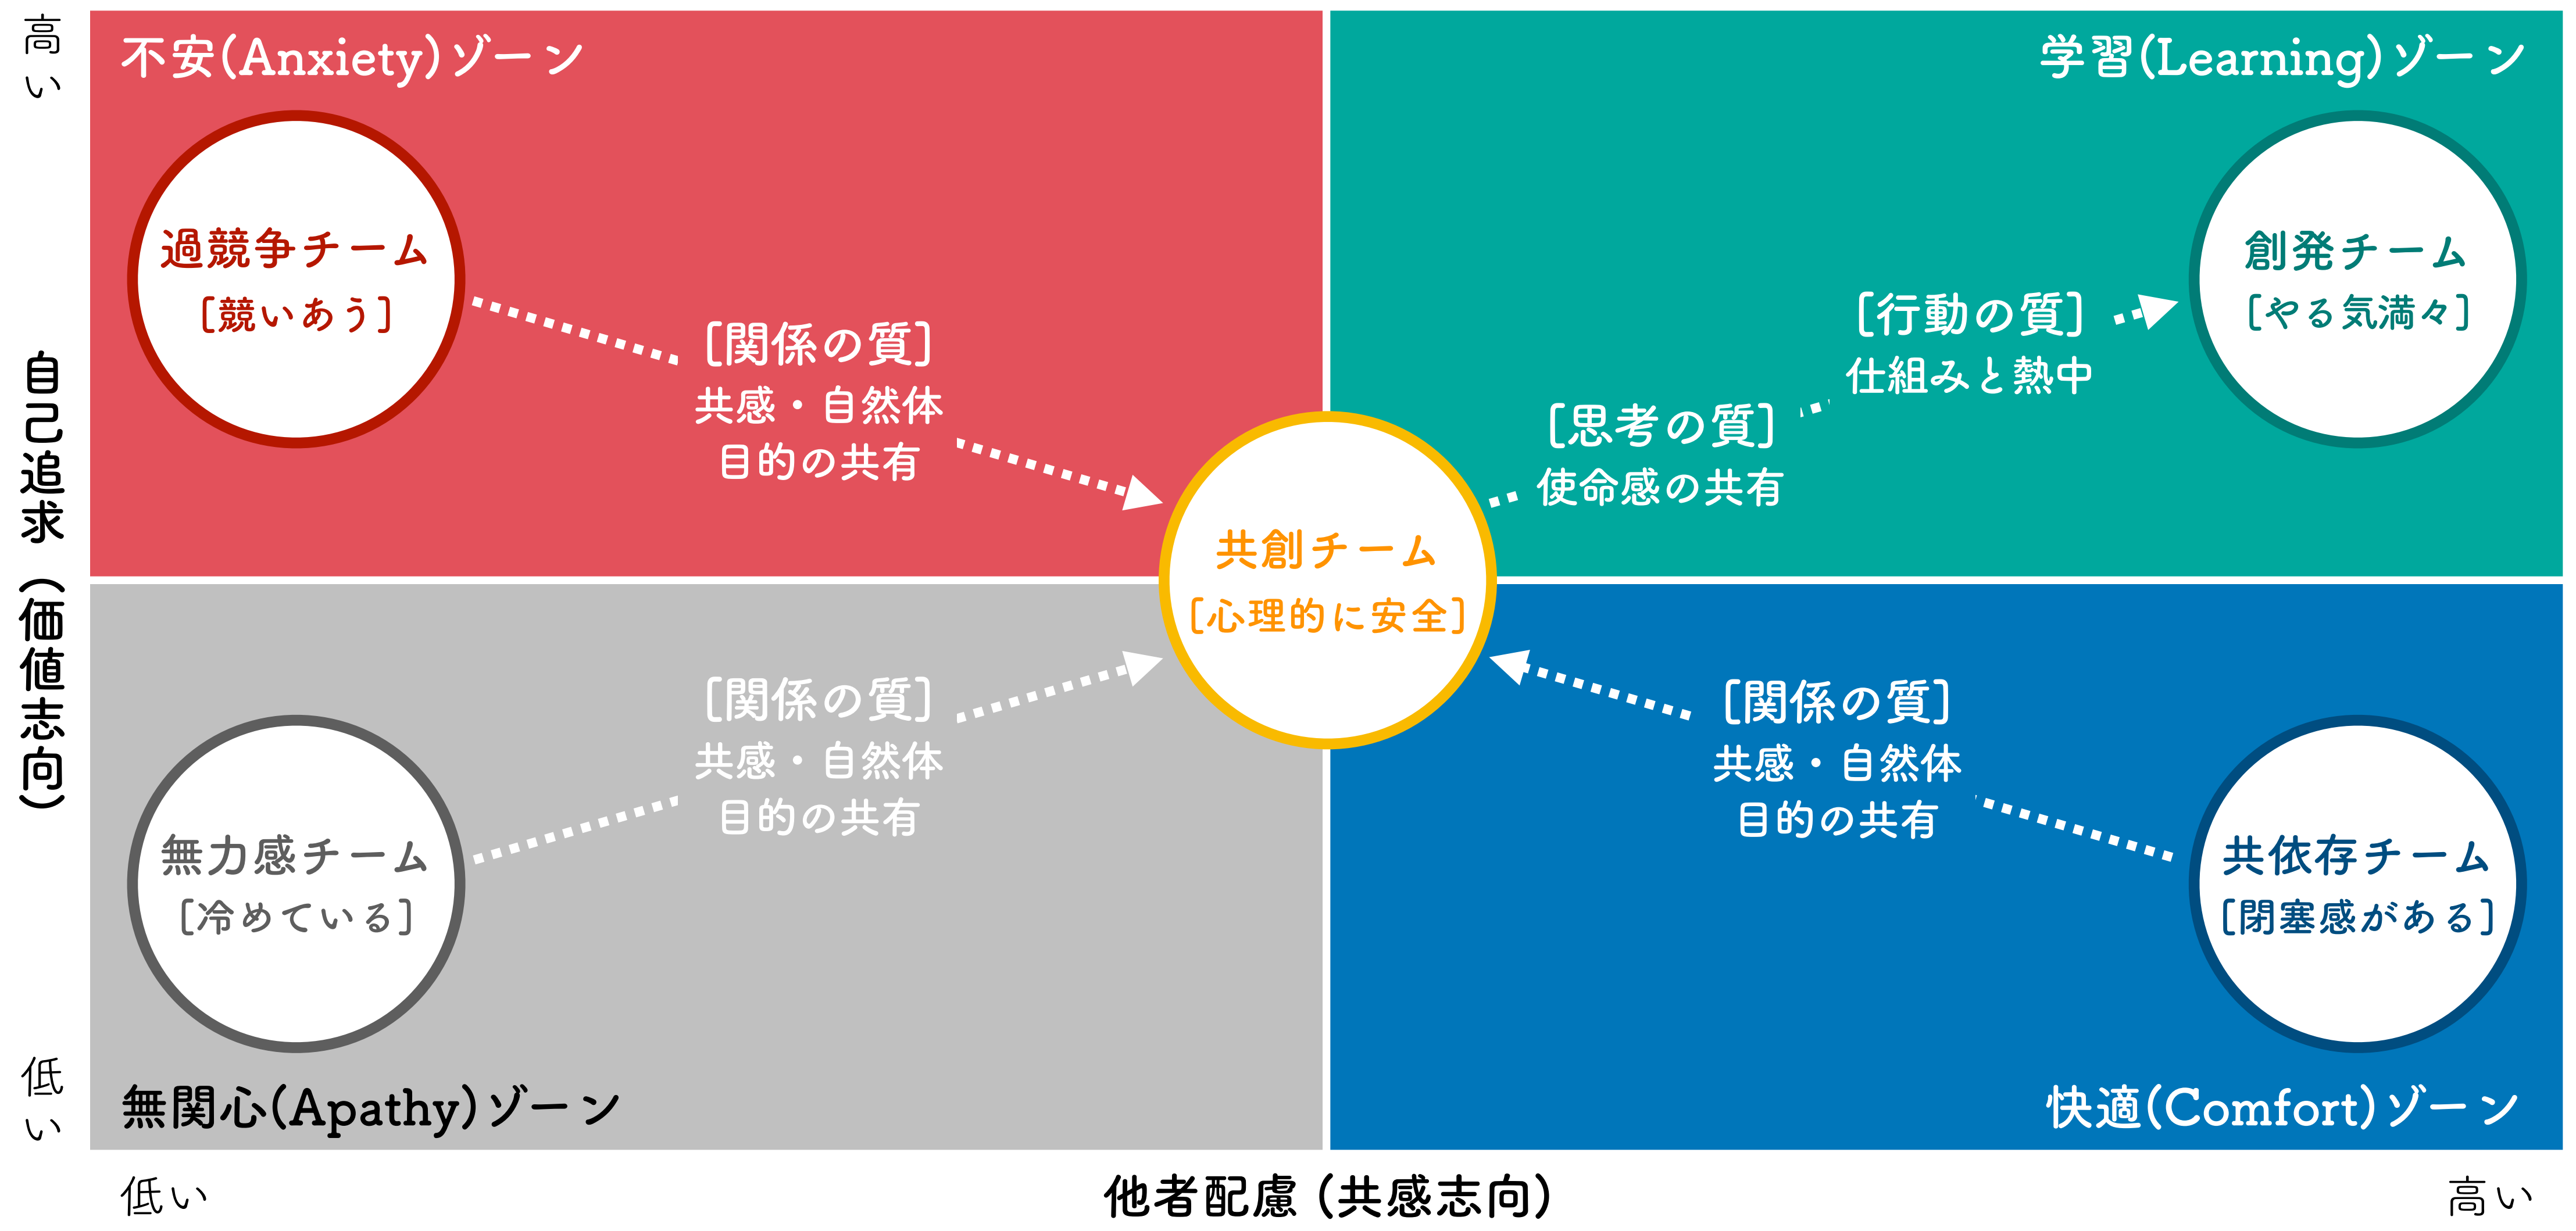 高い
自己追求（価値志向）
低い
不安(Anxiety)ゾーン
過競争チーム
[競いあう]
[関係の質]
共感・自然体
目的の共有
学習(Learning)ゾーン
創発チーム
[やる気満々]
[行動の質]
仕組みと熱中
[思考の質]
使命感の共有
共創チーム
[心理的に安全]
[関係の質]
共感・自然体
目的の共有
無力感チーム
[冷めている]
無関心(Apathy)ゾーン
[関係の質]
共感・自然体
目的の共有
共依存チーム
[閉塞感がある]
快適(Comfort)ゾーン
低い
他者配慮 (共感志向)
高い